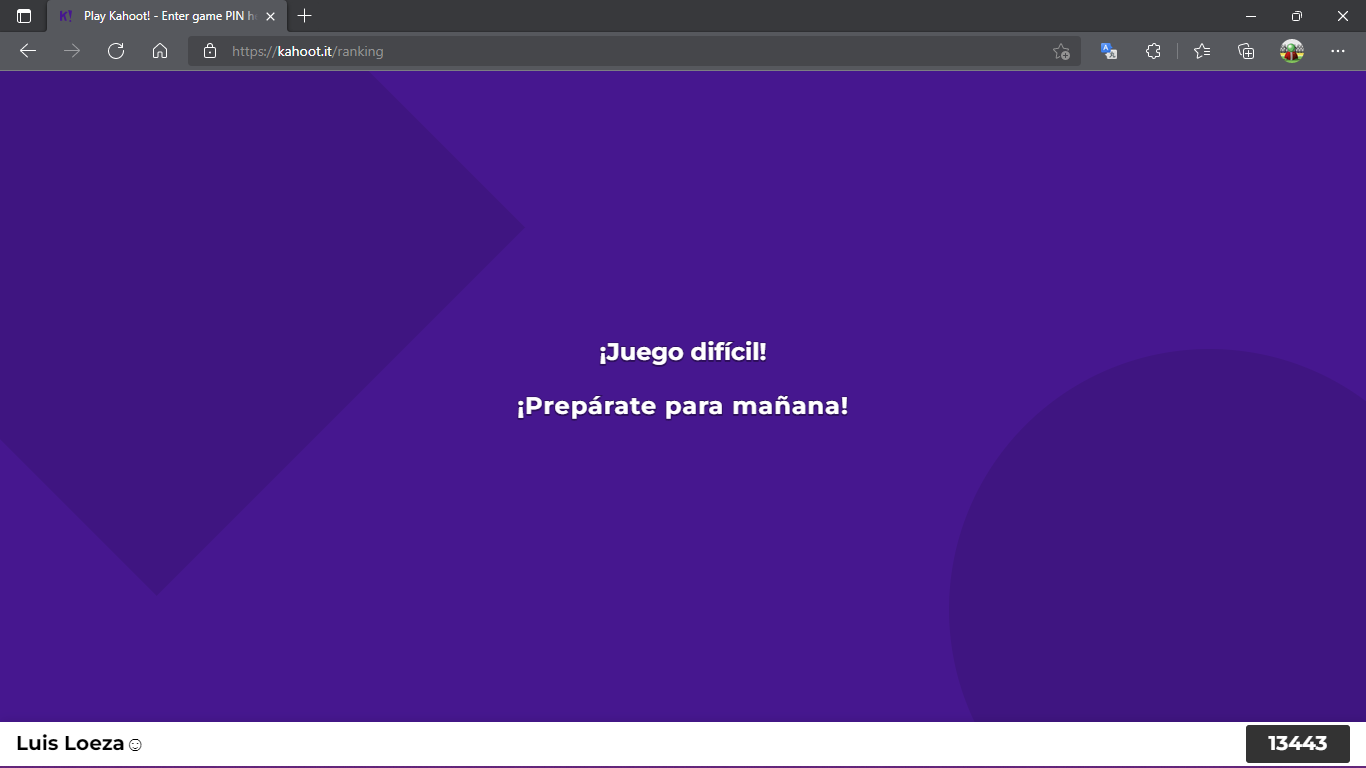 Play Kahoot! - Enter game PIN h
https://kahoot.it/ranking
¡Juego difícil!
¡Prepárate para mañana!
Luis Loeza☺
13443